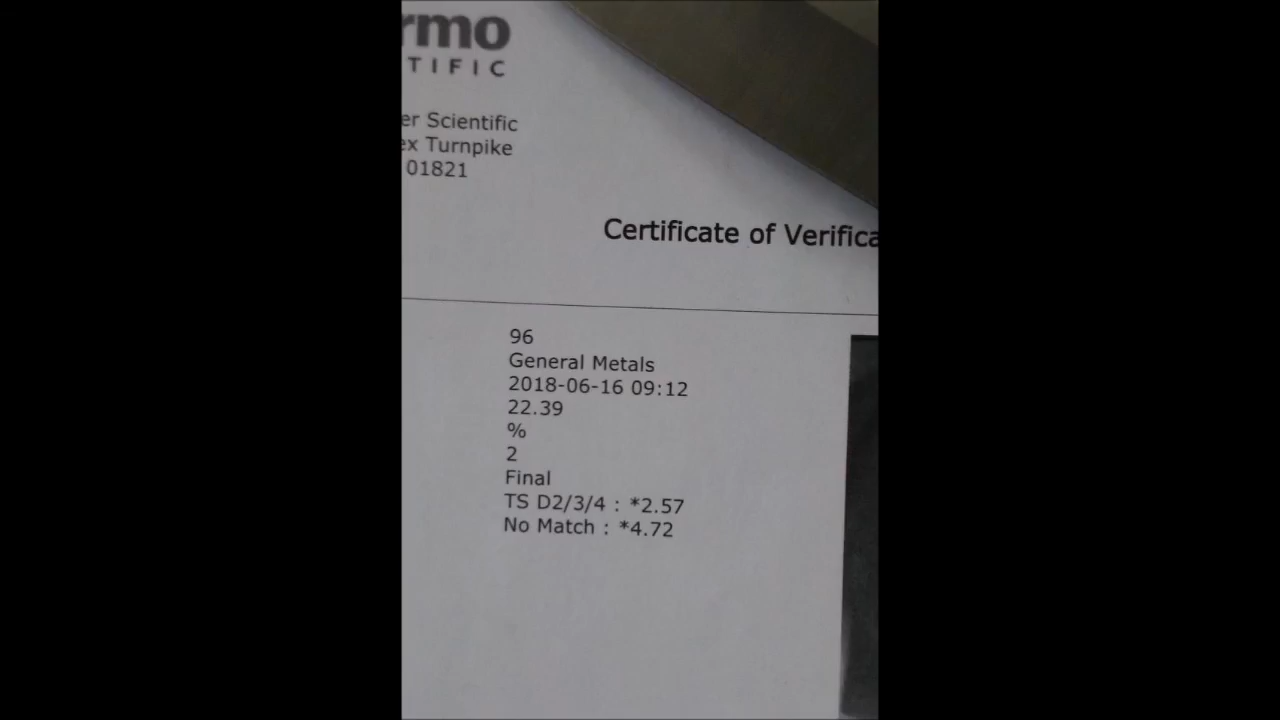 rmo
TIFIC
er Scientific
ex Turnpike
01821
Certificate of Verifica
96
General Metals
2018-06-16 09:12
22.39
%
2
Final
TS D2/3/4 : *2.57
No Match : *4.72